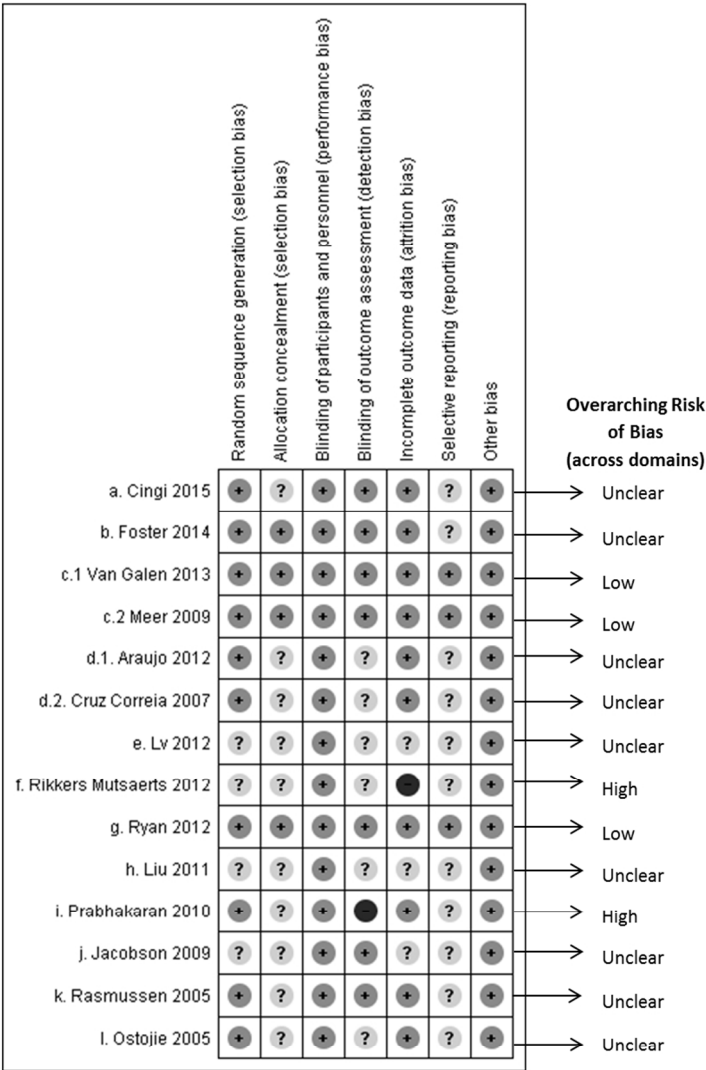 Random sequence generation (selection bias)
Allocation concealment (selection bias)
Blinding of participants and personnel (performance bias)
Blinding of outcome assessment (detection bias)
Incomplete outcome data (attrition bias)
Selective reporting (reporting bias)
Other bias
Overarching Risk
of Bias
(across domains)
a. Cingi 2015 + ? + + + ? + Unclear
b. Foster 2014 + + + + + ? + Unclear
c.1 Van Galen 2013 + + + + + + + Low
c.2 Meer 2009 + + + + + + + Low
d.1. Araujo 2012 + ? + ? + ? + Unclear
d.2. Cruz Correia 2007 + ? + ? + ? + Unclear
e. Lv 2012 ? ? + ? ? ? + Unclear
f. Rikkers Mutsaerts 2012 ? ? + ? - ? + High
g. Ryan 2012 + + + + + + + Low
h. Liu 2011 ? ? + ? ? ? + Unclear
i. Prabhakaran 2010 + ? + - + ? + High
j. Jacobson 2009 ? ? + + ? ? + Unclear
k. Rasmussen 2005 + ? + + + ? + Unclear
l. Ostojie 2005 + ? + ? + ? + Unclear